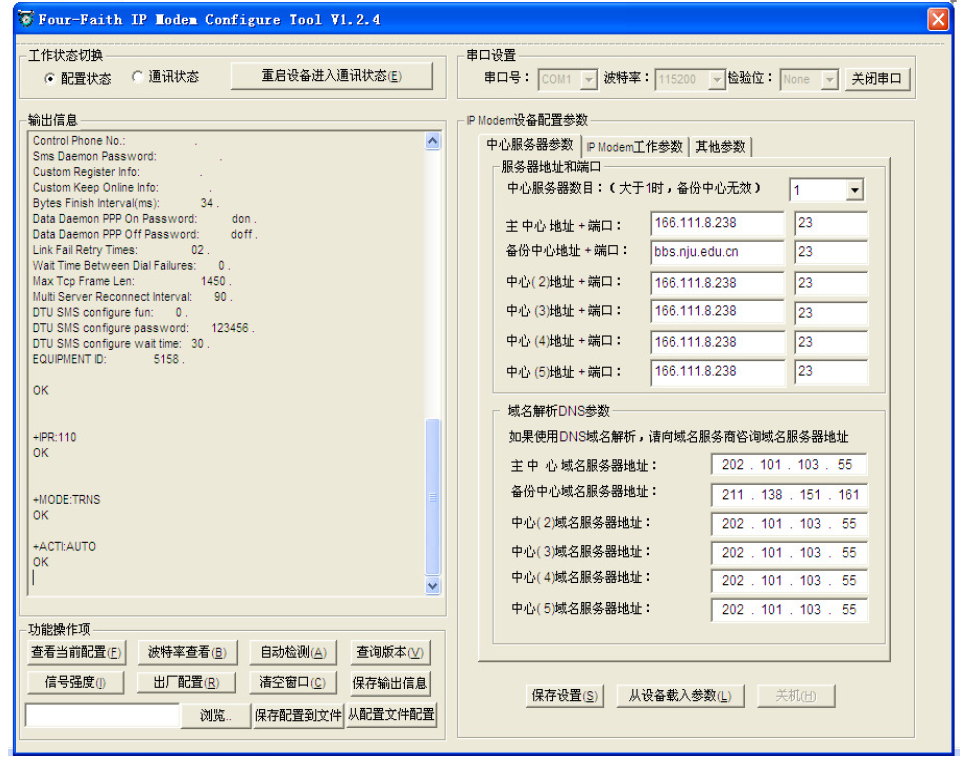 Four-Faith IP Modem Configure Tool V1.2.4
工作状态切换
配置状态 通讯状态 重启设备进入通讯状态(E)
串口设置
串口号： COM1 波特率： 115200 检验位： None 关闭串口
输出信息
Control Phone No.: .
Sms Daemon Password: .
Custom Register Info: .
Custom Keep Online Info: .
Bytes Finish Interval(ms): 34 .
Data Daemon PPP On Password: don .
Data Daemon PPP Off Password: doff .
Link Fail Retry Times: 02 .
Wait Time Between Dial Failures: 0 .
Max Tcp Frame Len: 1450 .
Multi Server Reconnect Interval: 90 .
DTU SMS configure fun: 0 .
DTU SMS configure password: 123456 .
DTU SMS configure wait time: 30 .
EQUIPMENT ID: 5158 .
OK
+IPR:110
OK
+MODE:TRNS
OK
+ACTI:AUTO
OK
功能操作项
查看当前配置(F) 波特率查看(B) 自动检测(A) 查询版本(V)
信号强度(I) 出厂配置(R) 清空窗口(C) 保存输出信息
浏览.. 保存配置到文件 从配置文件配置
IP Modem设备配置参数
中心服务器参数 IP Modem工作参数 其他参数
服务器地址和端口
中心服务器数目：（大于1时，备份中心无效） 1
主 中心 地址 + 端口： 166.111.8.238 23
备份中心地址 + 端口： bbs.nju.edu.cn 23
中心( 2)地址 + 端口： 166.111.8.238 23
中心 (3)地址 + 端口： 166.111.8.238 23
中心 (4)地址 + 端口： 166.111.8.238 23
中心 (5)地址 + 端口： 166.111.8.238 23
域名解析DNS参数
如果使用DNS域名解析，请向域名服务商咨询域名服务器地址
主 中 心 域名服务器地址： 202 . 101 . 103 . 55
备份中心域名服务器地址： 211 . 138 . 151 . 161
中心( 2)域名服务器地址： 202 . 101 . 103 . 55
中心( 3)域名服务器地址： 202 . 101 . 103 . 55
中心( 4)域名服务器地址： 202 . 101 . 103 . 55
中心( 5)域名服务器地址： 202 . 101 . 103 . 55
保存设置(S) 从设备载入参数(L) 关机(H)